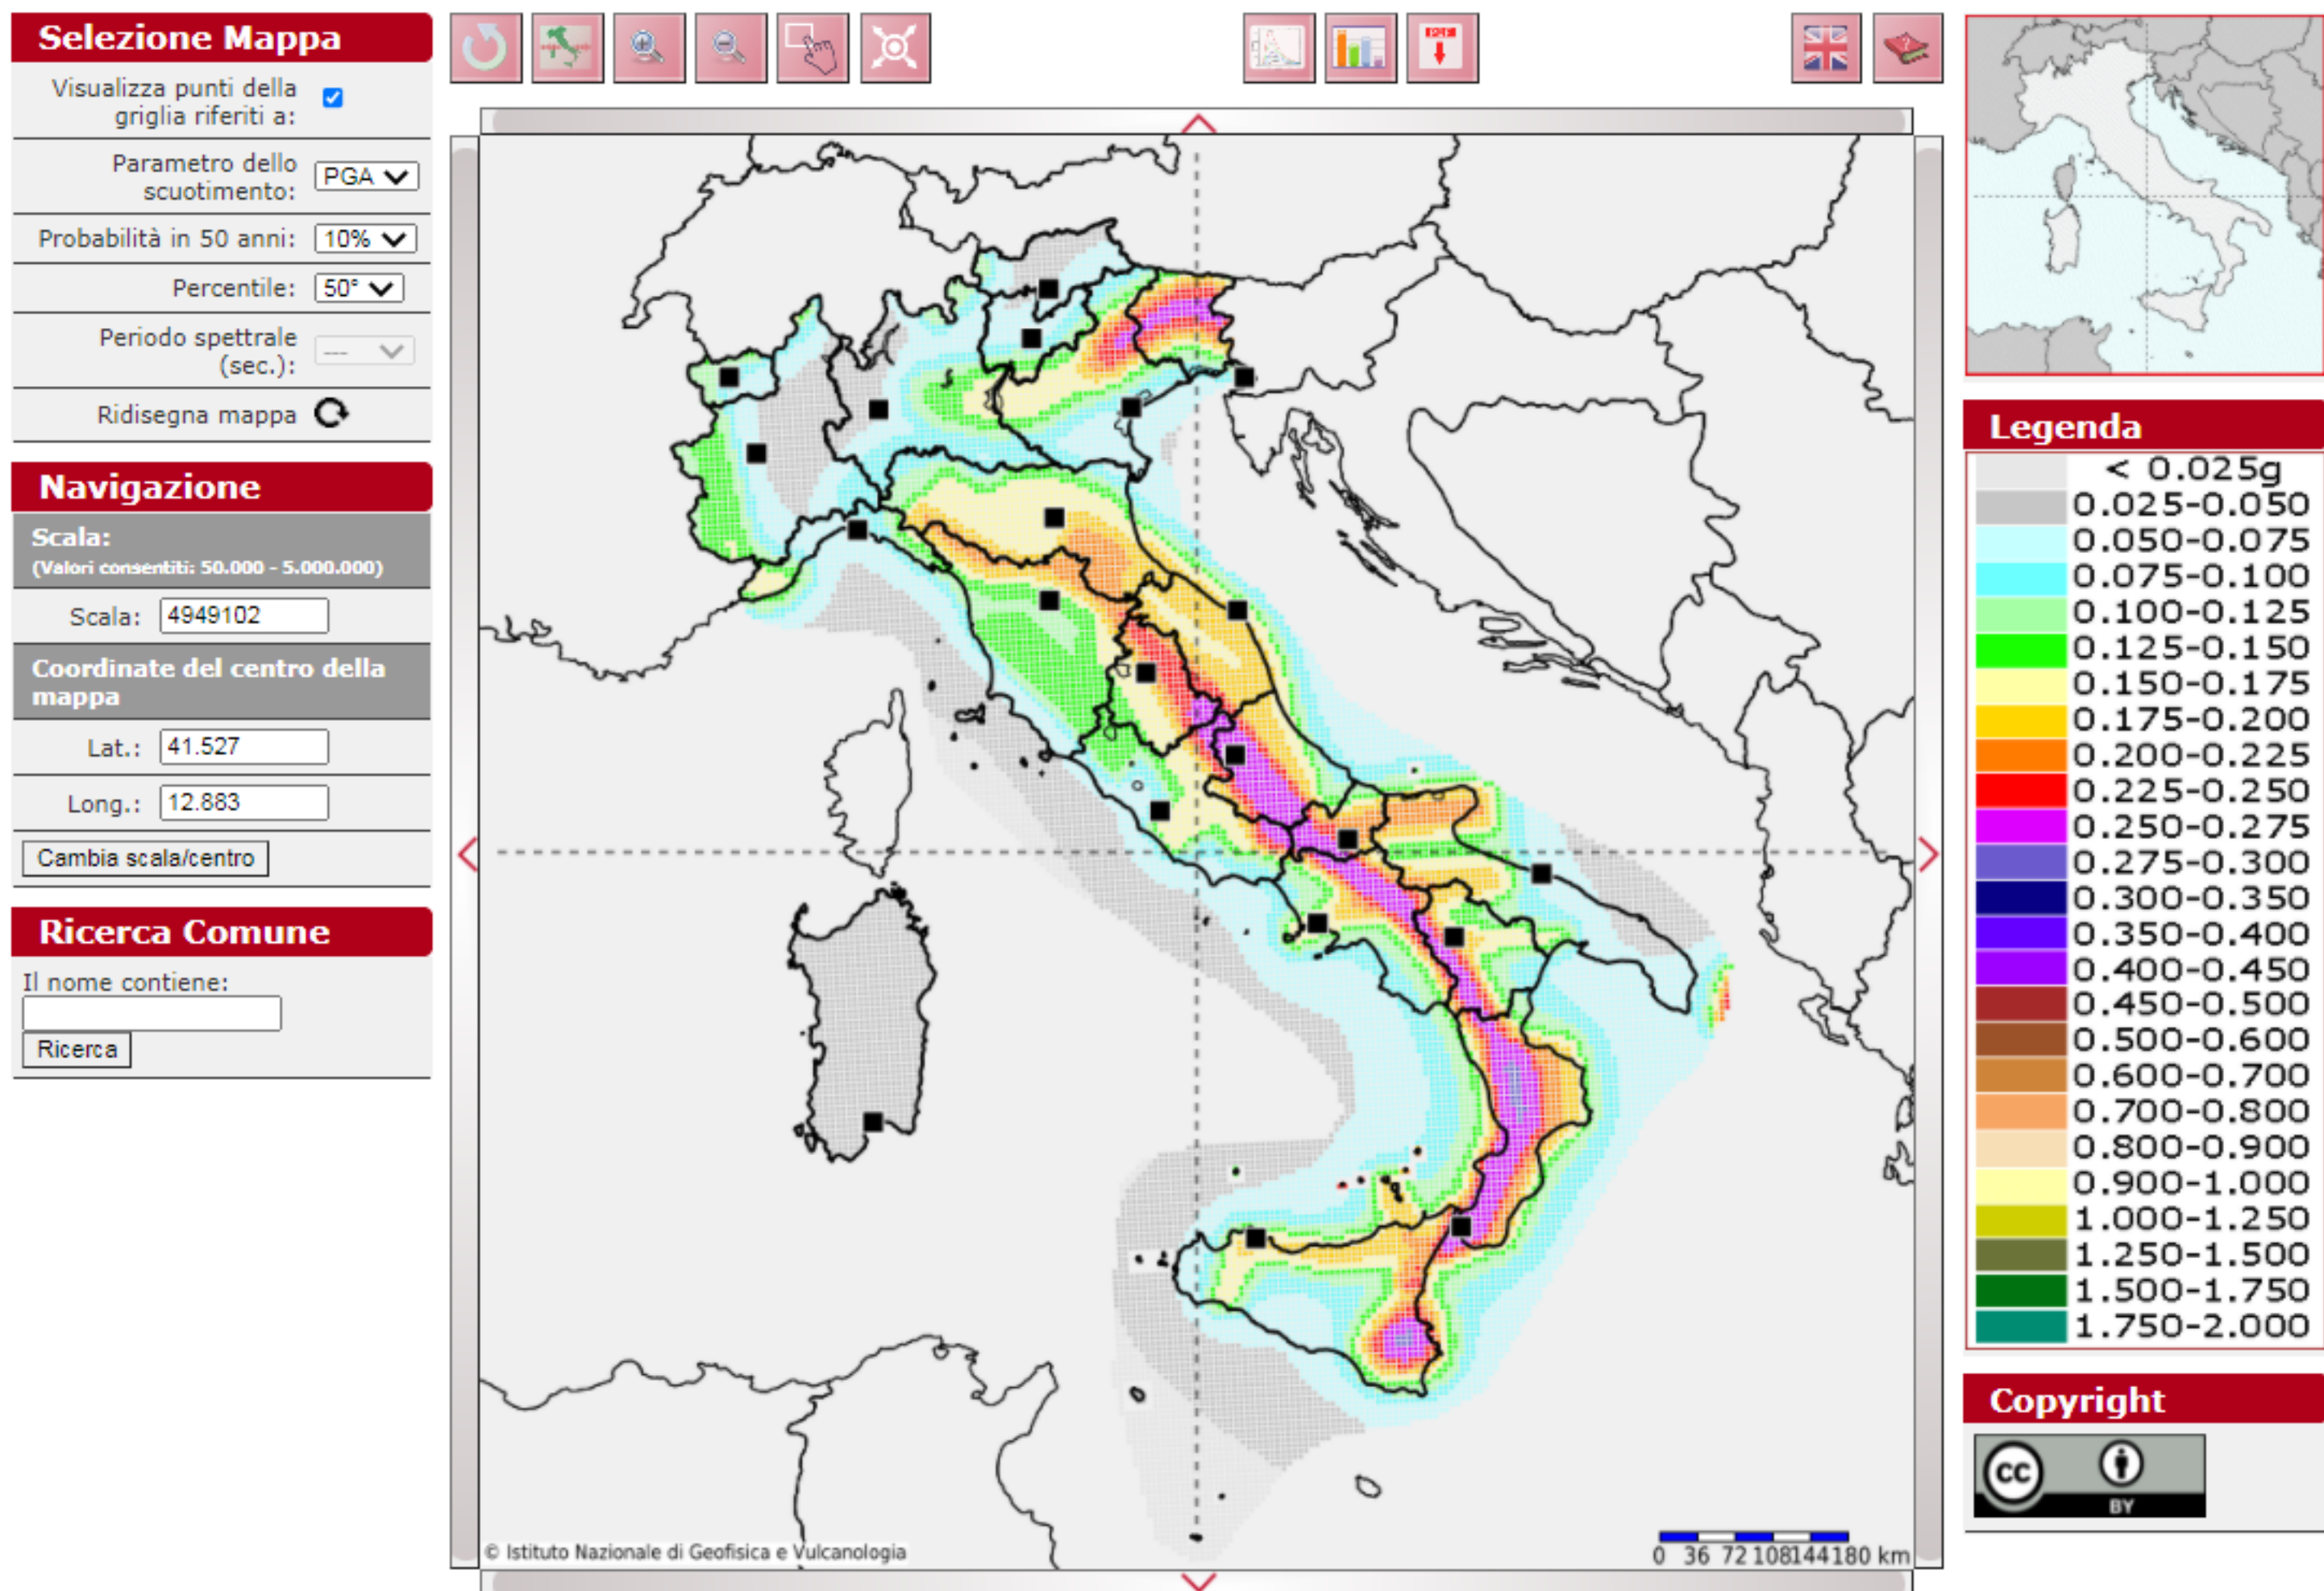 Selezione Mappa
Visualizza punti della
griglia riferiti a:
Parametro dello
scuotimento:
PGA
Probabilità in 50 anni:
10%
Percentile:
50°
Periodo spettrale
(sec.):
---
Ridisegna mappa
Navigazione
Scala:
(Valori consentiti: 50.000 - 5.000.000)
Scala:
4949102
Coordinate del centro della
mappa
Lat.:
41.527
Long.:
12.883
Cambia scala/centro
Ricerca Comune
Il nome contiene:
Ricerca
© Istituto Nazionale di Geofisica e Vulcanologia
0 36 72 108 144 180 km
Legenda
< 0.025g
0.025-0.050
0.050-0.075
0.075-0.100
0.100-0.125
0.125-0.150
0.150-0.175
0.175-0.200
0.200-0.225
0.225-0.250
0.250-0.275
0.275-0.300
0.300-0.350
0.350-0.400
0.400-0.450
0.450-0.500
0.500-0.600
0.600-0.700
0.700-0.800
0.800-0.900
0.900-1.000
1.000-1.250
1.250-1.500
1.500-1.750
1.750-2.000
Copyright
cc
BY